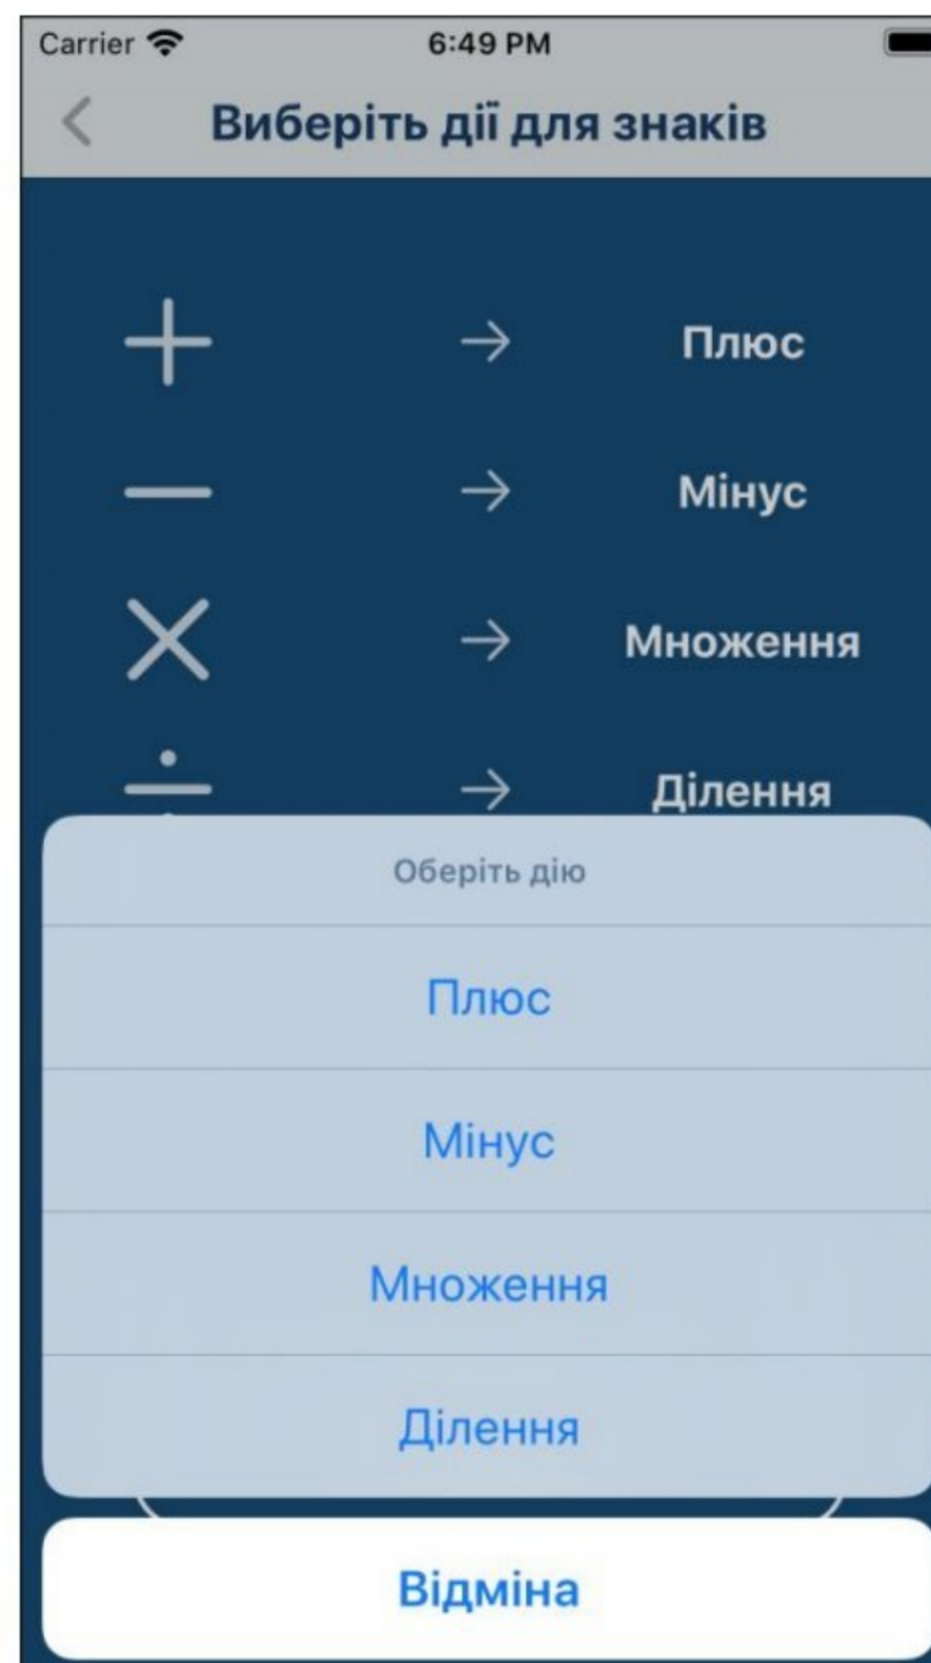 Carrier 6:49 PM
Виберіть дії для знаків
+ → Плюс
− → Мінус
× → Множення
÷ → Ділення
Оберіть дію
Плюс
Мінус
Множення
Ділення
Відміна